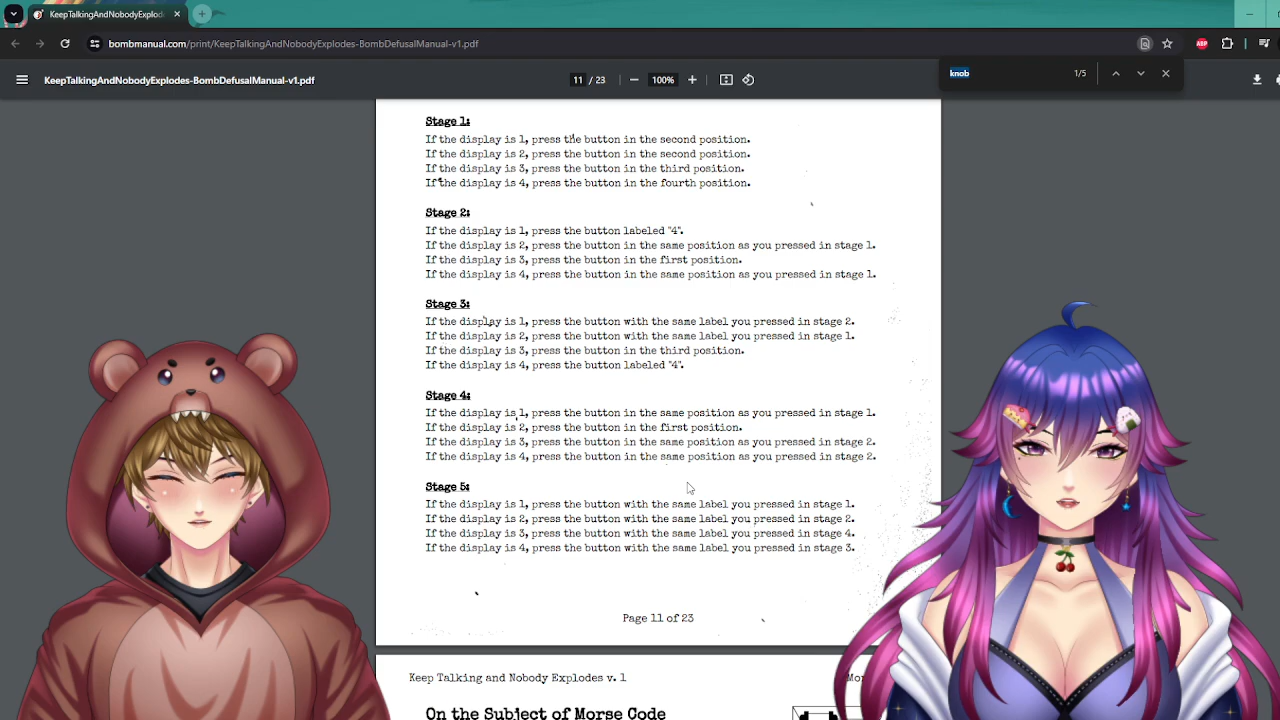 KeepTalkingAndNobodyExplodes
bombmanual.com/print/KeepTalkingAndNobodyExplodes-BombDefusalManual-v1.pdf
ABP
knob 1/5
KeepTalkingAndNobodyExplodes-BombDefusalManual-v1.pdf
11 / 23
100%
Stage 1:
If the display is 1, press the button in the second position.
If the display is 2, press the button in the second position.
If the display is 3, press the button in the third position.
If the display is 4, press the button in the fourth position.
Stage 2:
If the display is 1, press the button labeled "4".
If the display is 2, press the button in the same position as you pressed in stage 1.
If the display is 3, press the button in the first position.
If the display is 4, press the button in the same position as you pressed in stage 1.
Stage 3:
If the display is 1, press the button with the same label you pressed in stage 2.
If the display is 2, press the button with the same label you pressed in stage 1.
If the display is 3, press the button in the third position.
If the display is 4, press the button labeled "4".
Stage 4:
If the display is 1, press the button in the same position as you pressed in stage 1.
If the display is 2, press the button in the first position.
If the display is 3, press the button in the same position as you pressed in stage 2.
If the display is 4, press the button in the same position as you pressed in stage 2.
Stage 5:
If the display is 1, press the button with the same label you pressed in stage 1.
If the display is 2, press the button with the same label you pressed in stage 2.
If the display is 3, press the button with the same label you pressed in stage 4.
If the display is 4, press the button with the same label you pressed in stage 3.
Page 11 of 23
Keep Talking and Nobody Explodes v. 1
On the Subject of Morse Code